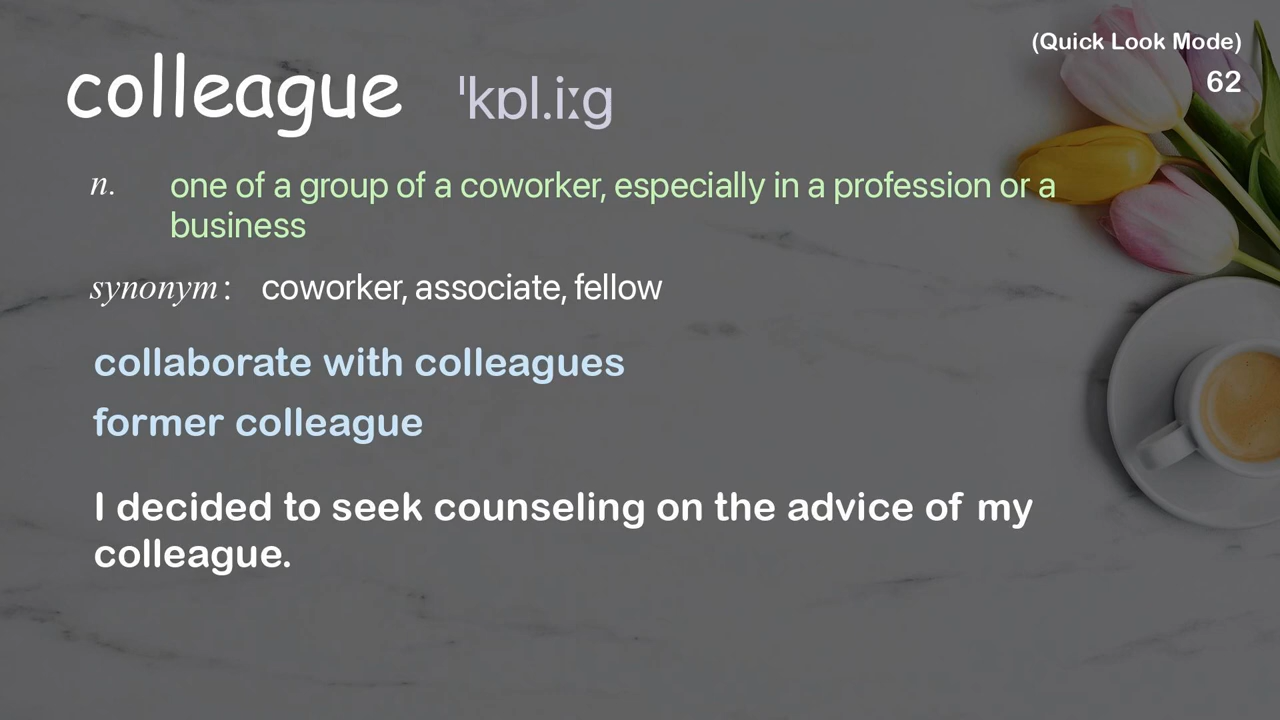 (Quick Look Mode)
colleague ˈkɒl.iːg
62
n. one of a group of a coworker, especially in a profession or a
business
synonym: coworker, associate, fellow
collaborate with colleagues
former colleague
I decided to seek counseling on the advice of my
colleague.